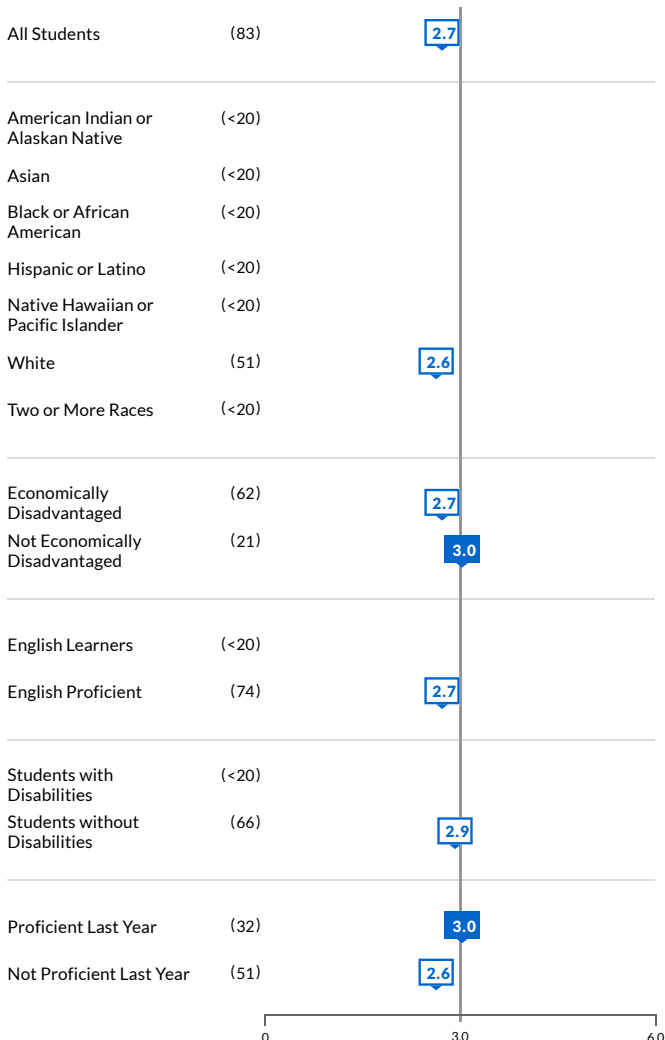 All Students (83) 2.7
American Indian or
Alaskan Native (<20)
Asian (<20)
Black or African
American (<20)
Hispanic or Latino (<20)
Native Hawaiian or
Pacific Islander (<20)
White (51) 2.6
Two or More Races (<20)
Economically
Disadvantaged (62) 2.7
Not Economically
Disadvantaged (21) 3.0
English Learners (<20)
English Proficient (74) 2.7
Students with
Disabilities (<20)
Students without
Disabilities (66) 2.9
Proficient Last Year (32) 3.0
Not Proficient Last Year (51) 2.6
0 3.0 6.0